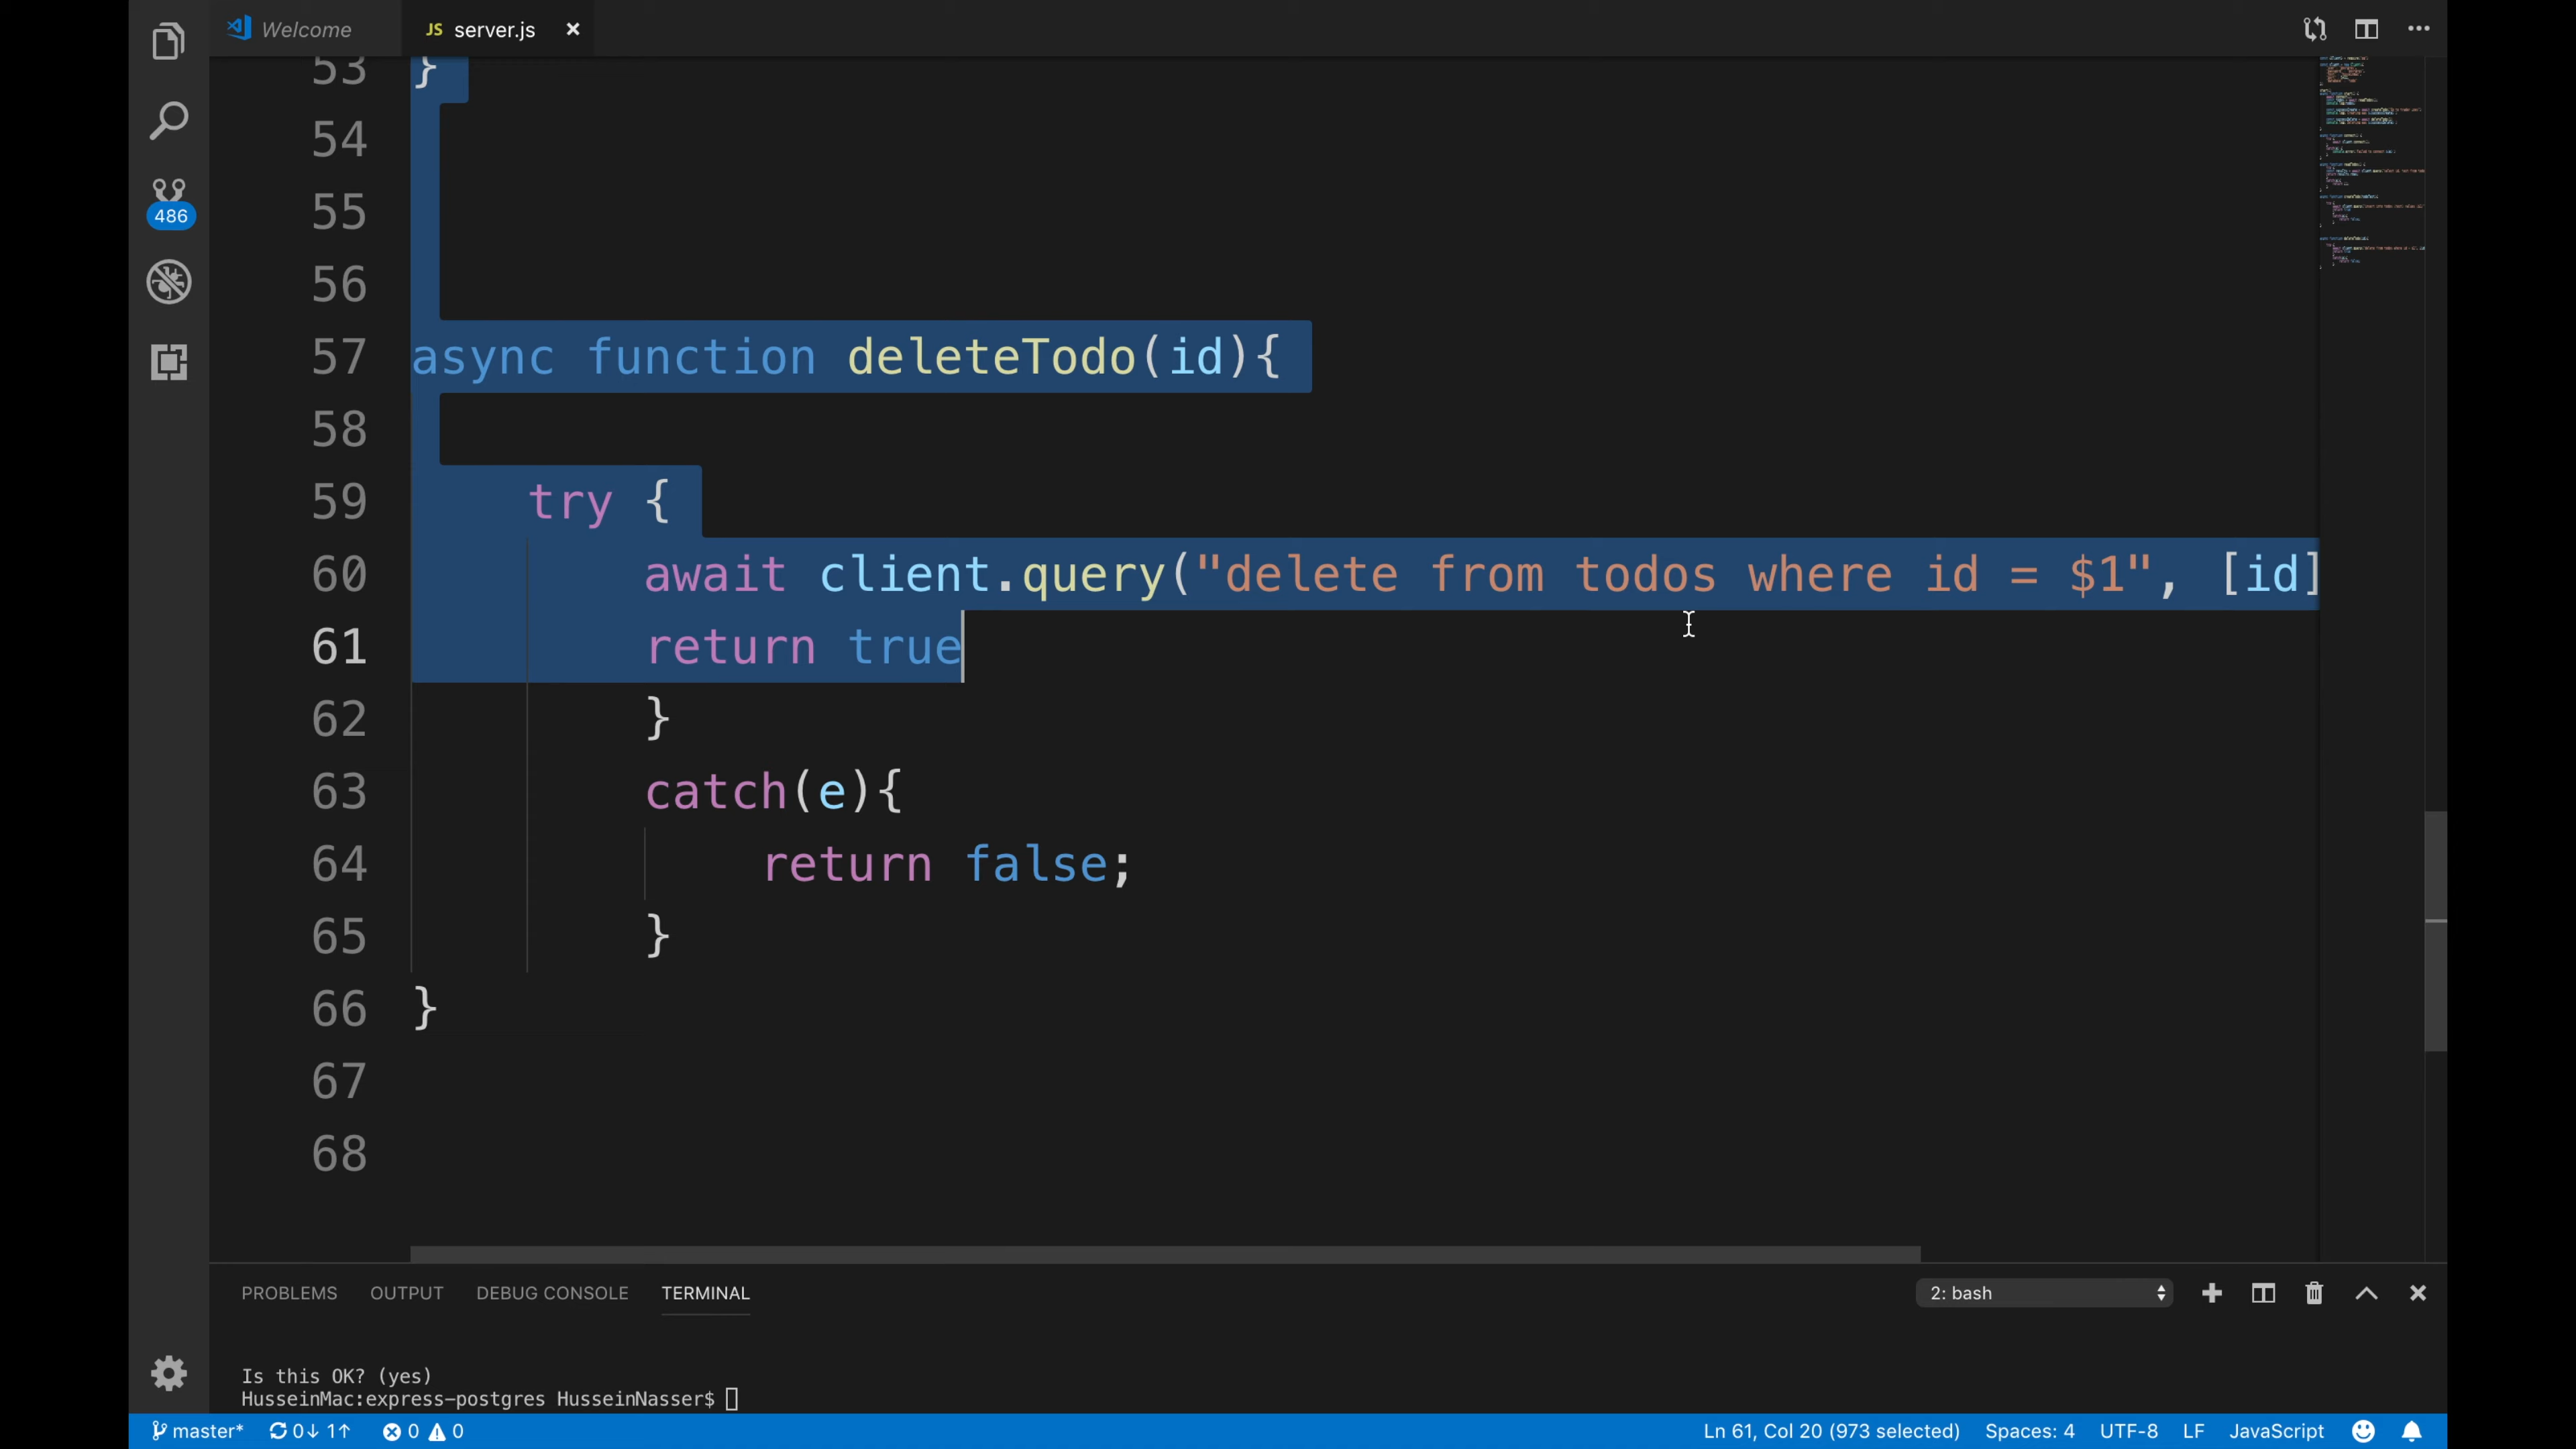 Welcome
JS server.js
53 }
54
55
56
57 async function deleteTodo(id){
58
59 try {
60 await client.query("delete from todos where id = $1", [id]
61 return true
62 }
63 catch(e){
64 return false;
65 }
66 }
67
68
486
PROBLEMS OUTPUT DEBUG CONSOLE TERMINAL 2: bash
Is this OK? (yes)
HusseinMac:express-postgres HusseinNasser$
master* 0↓ 1↑ 0 0 Ln 61, Col 20 (973 selected) Spaces: 4 UTF-8 LF JavaScript